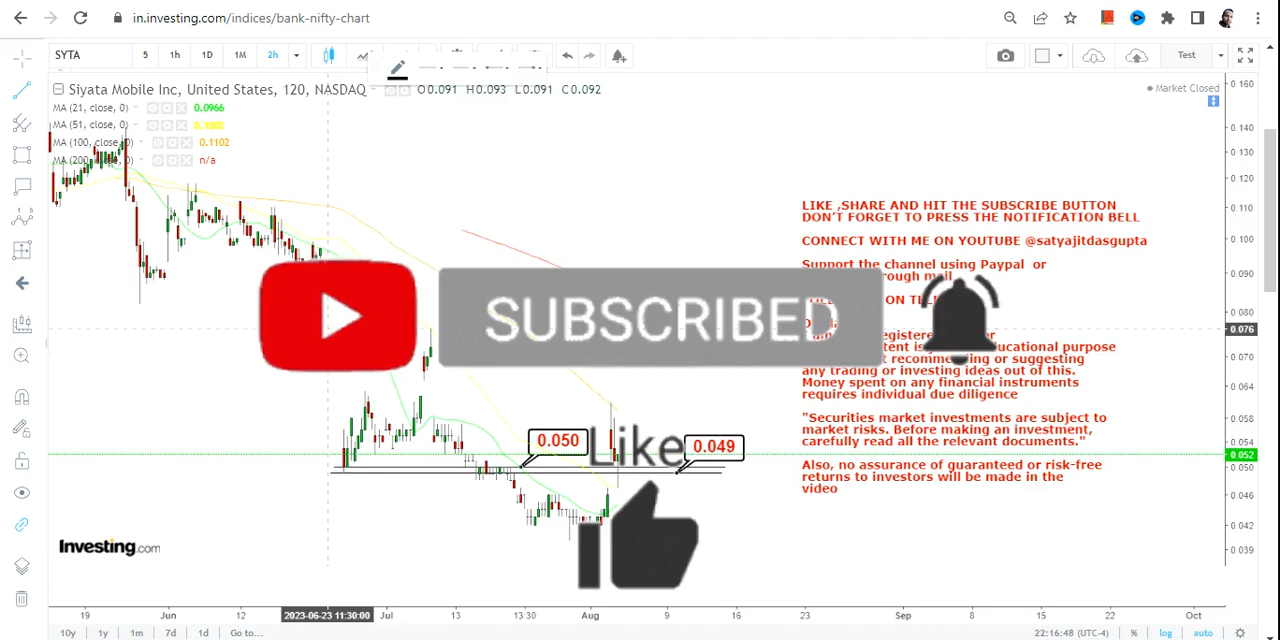 in.investing.com/indices/bank-nifty-chart
SYTA 5 1h 1D 1M 2h Test
Siyata Mobile Inc, United States, 120, NASDAQ O0.091 H0.093 L0.091 C0.092
Market Closed
MA (21, close, 0) 0.0966
MA (51, close, 0)
MA (100, close, 0) 0.1102
MA (200, close, 0) n/a
0.160
0.140
0.130
0.120
0.110
0.100
0.090
0.080
0.076
0.070
0.064
0.058
0.054
0.052
0.050
0.046
0.042
0.039
LIKE ,SHARE AND HIT THE SUBSCRIBE BUTTON
DON'T FORGET TO PRESS THE NOTIFICATION BELL
CONNECT WITH ME ON YOUTUBE @satyajitdasgupta
Support the channel using Paypal or
rough mail
ON
registere
tent is educational purpose
recommending or suggesting
any trading or investing ideas out of this.
Money spent on any financial instruments
requires individual due diligence
"Securities market investments are subject to
market risks. Before making an investment,
carefully read all the relevant documents."
Also, no assurance of guaranteed or risk-free
returns to investors will be made in the
video
SUBSCRIBED
0.050
Like
0.049
Investing.com
19 Jun 12 2023-06-23 11:30:00 Jul 13 13:30 Aug 9 16 Sep 8 15 22 Oct
10y 1y 1m 7d 1d Go to... 22:16:48 (UTC-4) % log auto